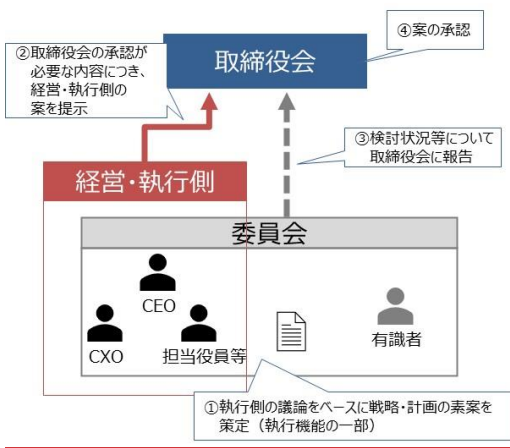 ④案の承認
②取締役会の承認が
必要な内容につき、
経営・執行側の
案を提示
取締役会
③検討状況等について
取締役会に報告
経営・執行側
委員会
CEO
CXO
担当役員等
有識者
①執行側の議論をベースに戦略・計画の素案を
策定（執行機能の一部）